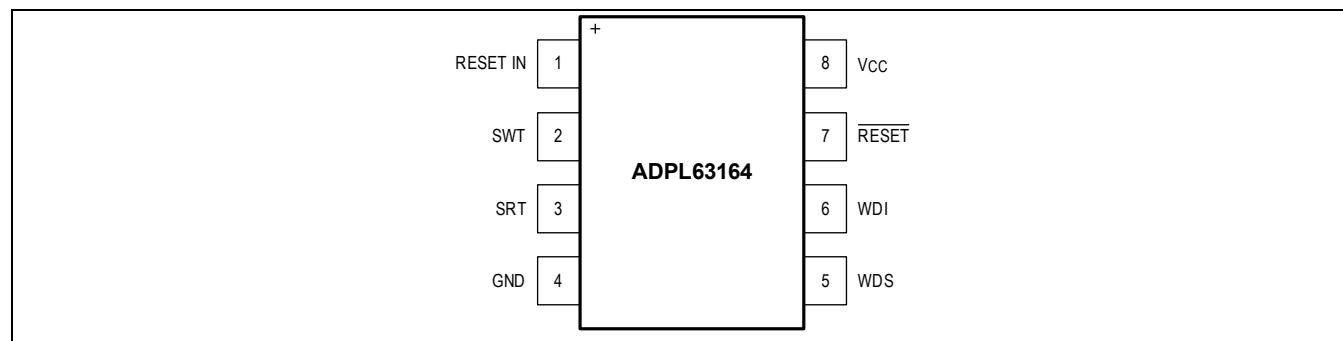 +
RESET IN 1 8 VCC
SWT 2 7 RESET
ADPL63164
SRT 3 6 WDI
GND 4 5 WDS